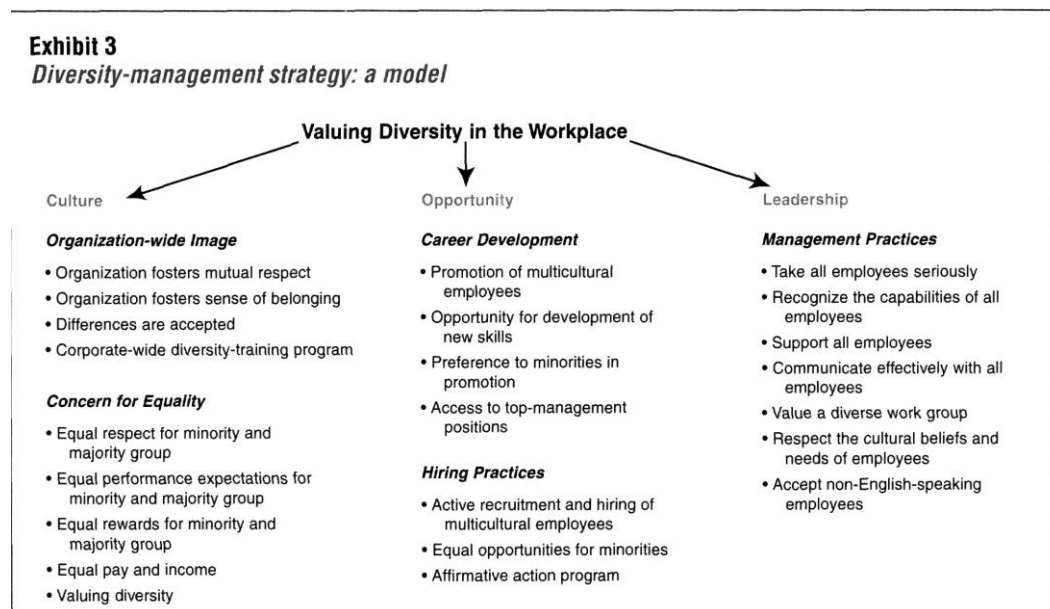 Exhibit 3
Diversity-management strategy: a model
Valuing Diversity in the Workplace
Culture
Organization-wide Image
• Organization fosters mutual respect
• Organization fosters sense of belonging
• Differences are accepted
• Corporate-wide diversity-training program
Concern for Equality
• Equal respect for minority and
majority group
• Equal performance expectations for
minority and majority group
• Equal rewards for minority and
majority group
• Equal pay and income
• Valuing diversity
Opportunity
Career Development
• Promotion of multicultural
employees
• Opportunity for development of
new skills
• Preference to minorities in
promotion
• Access to top-management
positions
Hiring Practices
• Active recruitment and hiring of
multicultural employees
• Equal opportunities for minorities
• Affirmative action program
Leadership
Management Practices
• Take all employees seriously
• Recognize the capabilities of all
employees
• Support all employees
• Communicate effectively with all
employees
• Value a diverse work group
• Respect the cultural beliefs and
needs of employees
• Accept non-English-speaking
employees